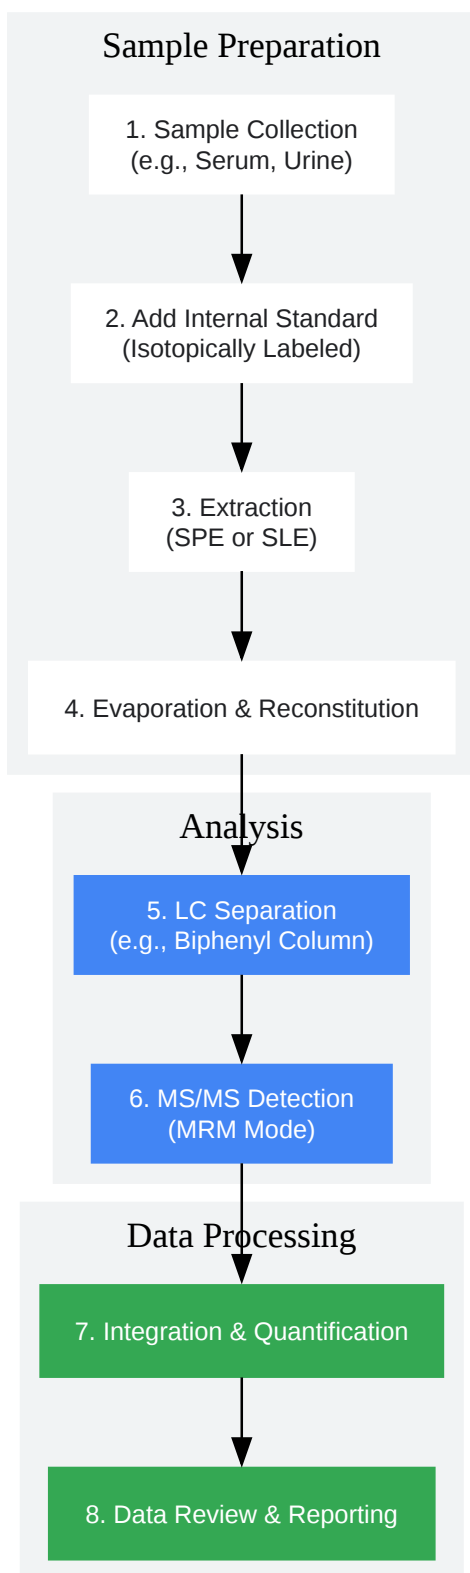 Sample Preparation
1. Sample Collection
(e.g., Serum, Urine)
2. Add Internal Standard
(Isotopically Labeled)
3. Extraction
(SPE or SLE)
4. Evaporation & Reconstitution
Analysis
5. LC Separation
(e.g., Biphenyl Column)
6. MS/MS Detection
(MRM Mode)
Data Processing
7. Integration & Quantification
8. Data Review & Reporting